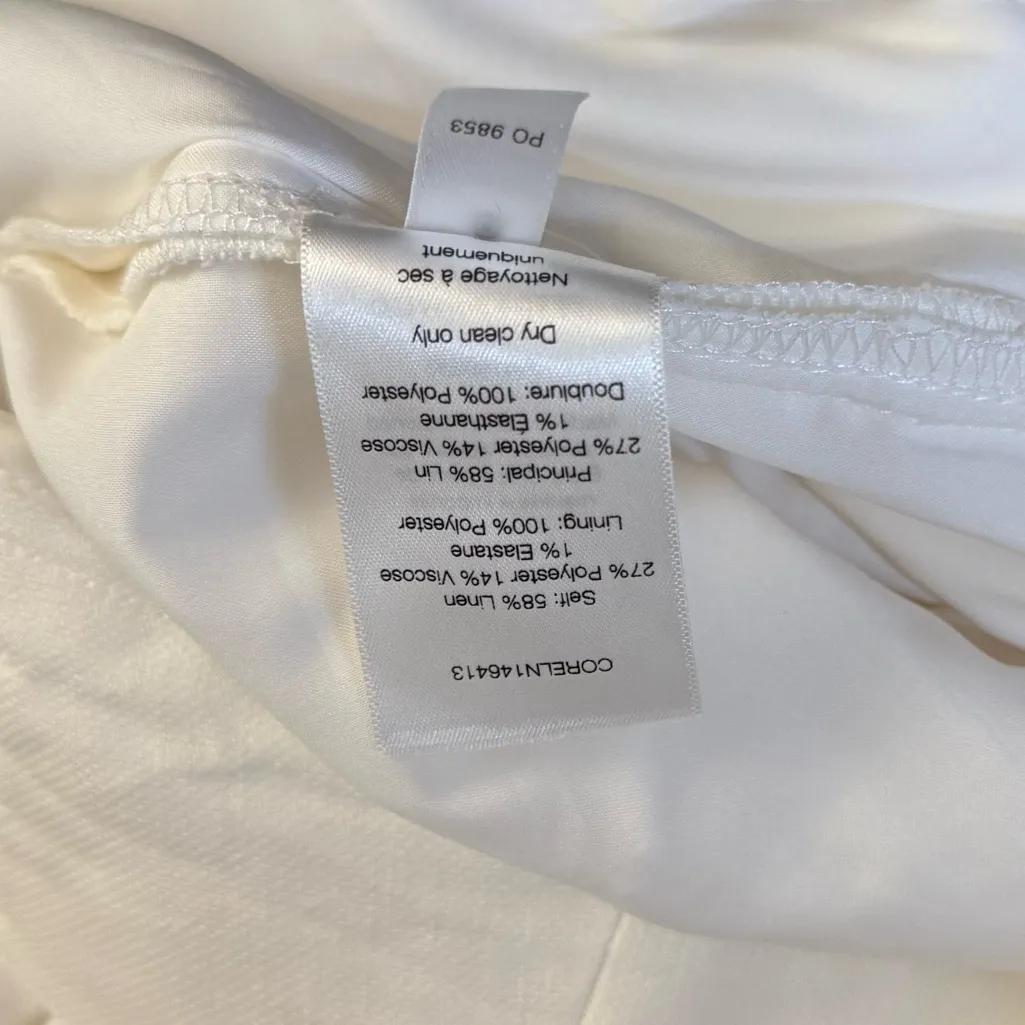 CORELN146413
Self: 58% Linen
27% Polyester 14% Viscose
1% Elastane
Lining: 100% Polyester
Principal: 58% Lin
27% Polyester 14% Viscose
1% Élasthanne
Doublure: 100% Polyester
Dry clean only
Nettoyage à sec
uniquement
PO 9853